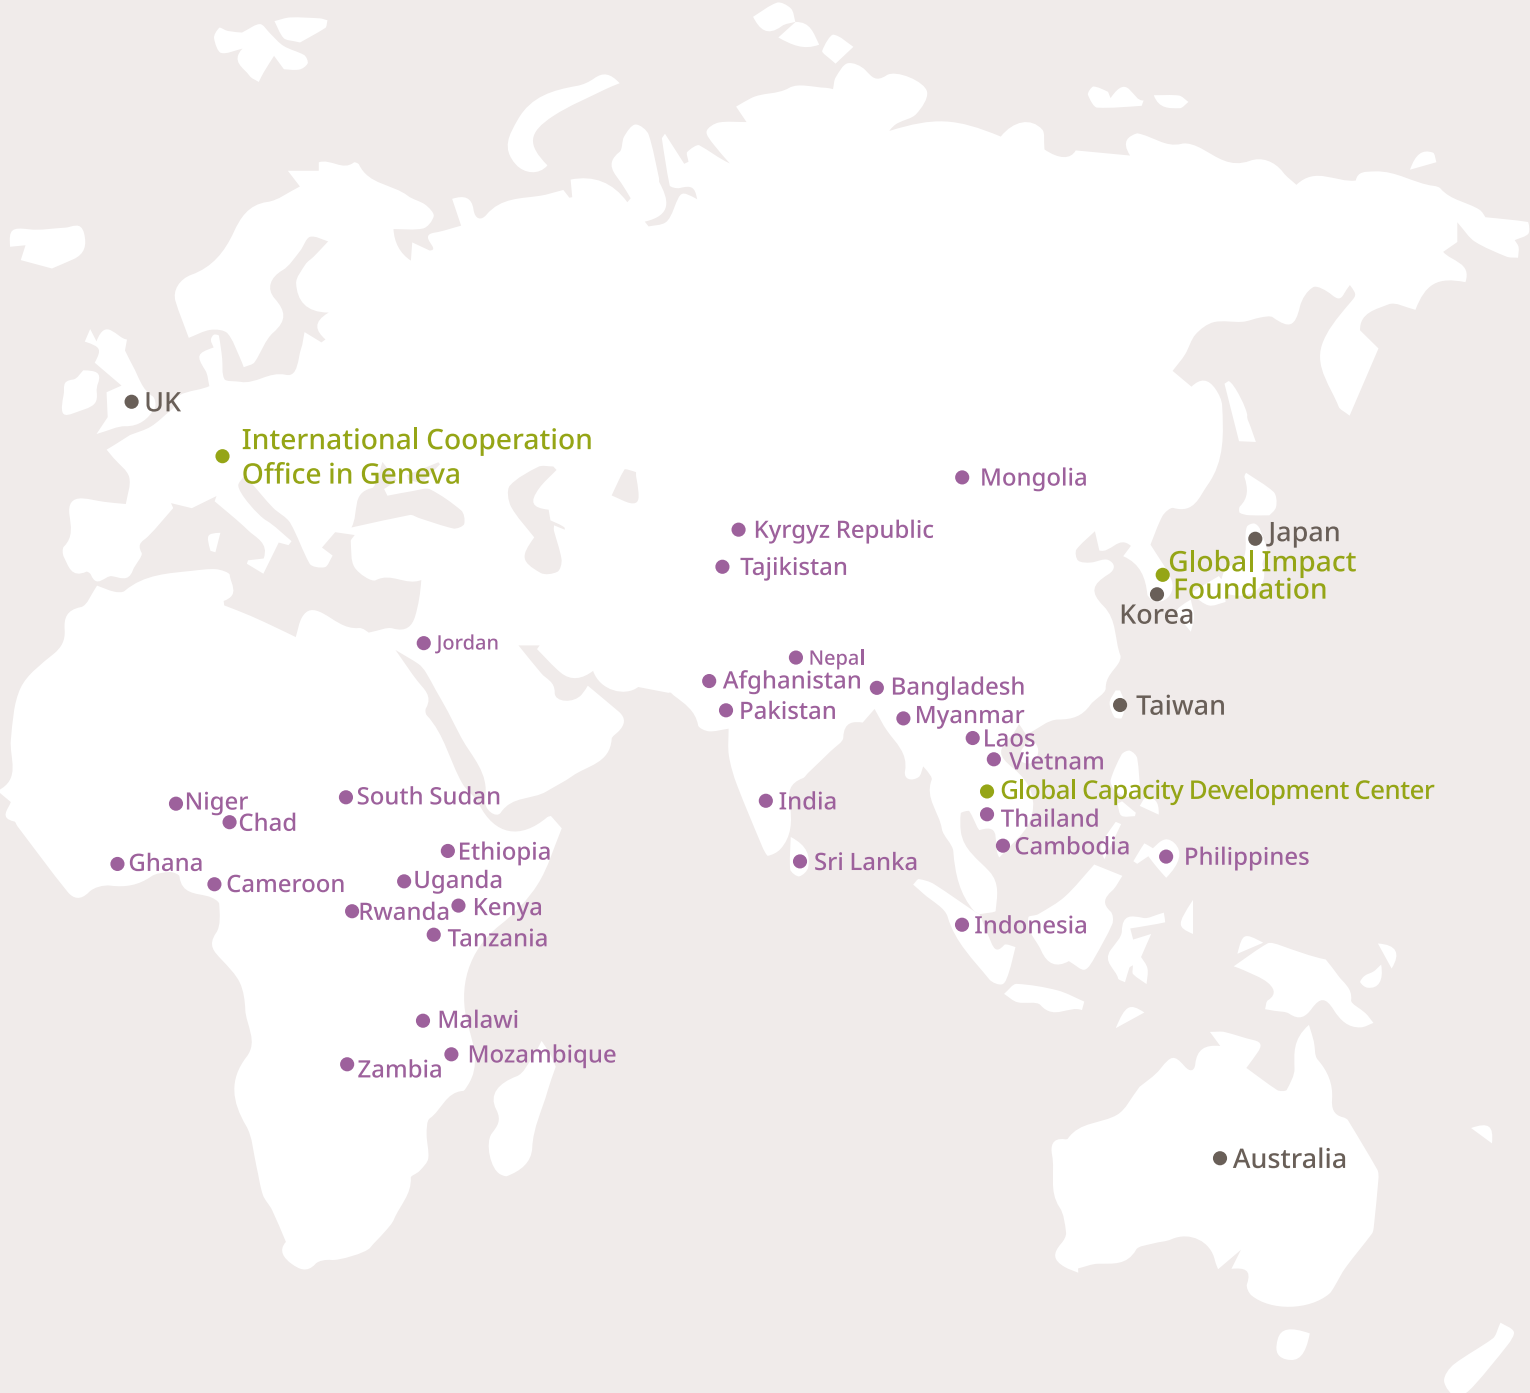 UK
International Cooperation
Office in Geneva
Mongolia
Kyrgyz Republic
Japan
Tajikistan
Global Impact
Foundation
Korea
Jordan
Nepal
Afghanistan
Bangladesh
Pakistan
Myanmar
Taiwan
Laos
Vietnam
Global Capacity Development Center
South Sudan
Niger
India
Chad
Thailand
Ethiopia
Cambodia
Ghana
Sri Lanka
Philippines
Cameroon
Uganda
Rwanda
Kenya
Indonesia
Tanzania
Malawi
Mozambique
Zambia
Australia